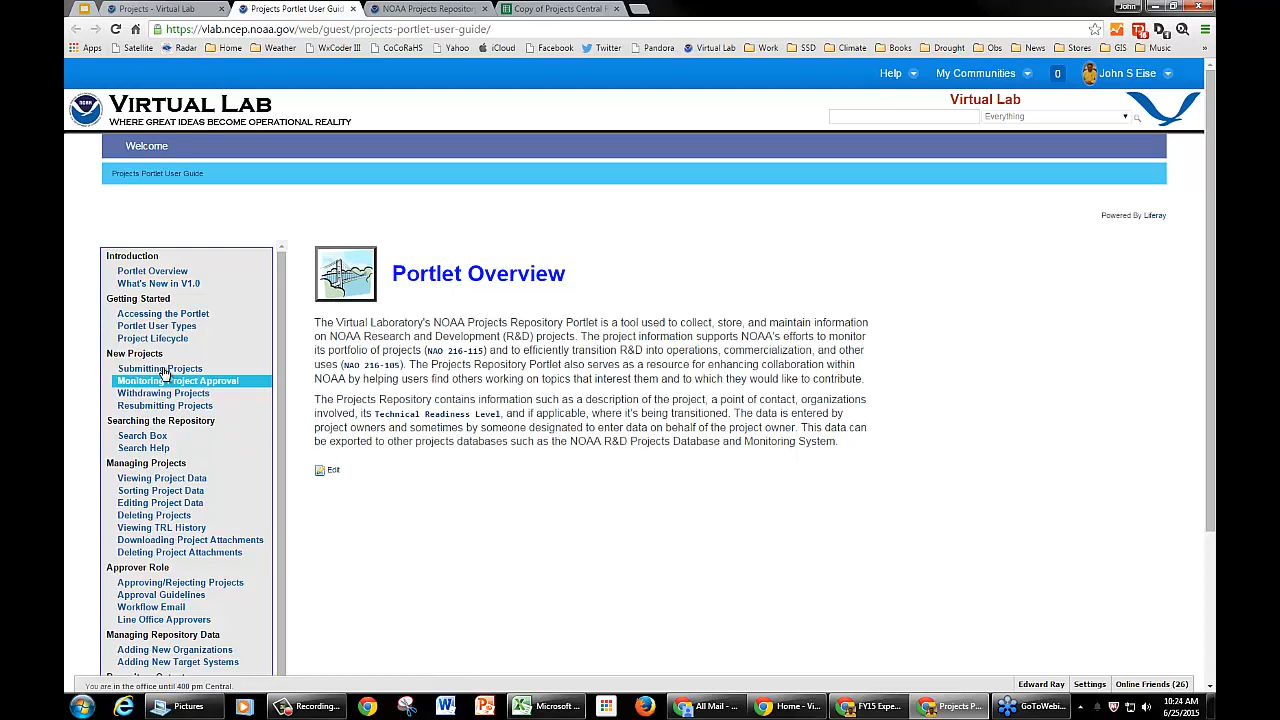 Projects - Virtual Lab
Projects Portlet User Guid
NOAA Projects Repository
Copy of Projects Central H
John
https://vlab.ncep.noaa.gov/web/guest/projects-portlet-user-guide/
Apps Satellite Radar Home Weather WxCoder III CoCoRaHS Yahoo iCloud Facebook Twitter Pandora Virtual Lab Work SSD Climate Books Drought Obs News Stores GIS Music »
Help My Communities 0 John S Eise
VIRTUAL LAB
WHERE GREAT IDEAS BECOME OPERATIONAL REALITY
Virtual Lab
Everything
Welcome
Projects Portlet User Guide
Powered By Liferay
Introduction
Portlet Overview
What's New in V1.0
Getting Started
Accessing the Portlet
Portlet User Types
Project Lifecycle
New Projects
Submitting Projects
Monitoring Project Approval
Withdrawing Projects
Resubmitting Projects
Searching the Repository
Search Box
Search Help
Managing Projects
Viewing Project Data
Sorting Project Data
Editing Project Data
Deleting Projects
Viewing TRL History
Downloading Project Attachments
Deleting Project Attachments
Approver Role
Approving/Rejecting Projects
Approval Guidelines
Workflow Email
Line Office Approvers
Managing Repository Data
Adding New Organizations
Adding New Target Systems
Portlet Overview
The Virtual Laboratory's NOAA Projects Repository Portlet is a tool used to collect, store, and maintain information
on NOAA Research and Development (R&D) projects. The project information supports NOAA's efforts to monitor
its portfolio of projects (NAO 216-115) and to efficiently transition R&D into operations, commercialization, and other
uses (NAO 216-105). The Projects Repository Portlet also serves as a resource for enhancing collaboration within
NOAA by helping users find others working on topics that interest them and to which they would like to contribute.
The Projects Repository contains information such as a description of the project, a point of contact, organizations
involved, its Technical Readiness Level, and if applicable, where it's being transitioned. The data is entered by
project owners and sometimes by someone designated to enter data on behalf of the project owner. This data can
be exported to other projects databases such as the NOAA R&D Projects Database and Monitoring System.
Edit
You are in the office until 400 pm Central.
Edward Ray Settings Online Friends (26)
Pictures Recording... Microsoft ... All Mail - ... Home - Vi... FY15 Expe... Projects P... GoToWebi...
10:24 AM
6/25/2015